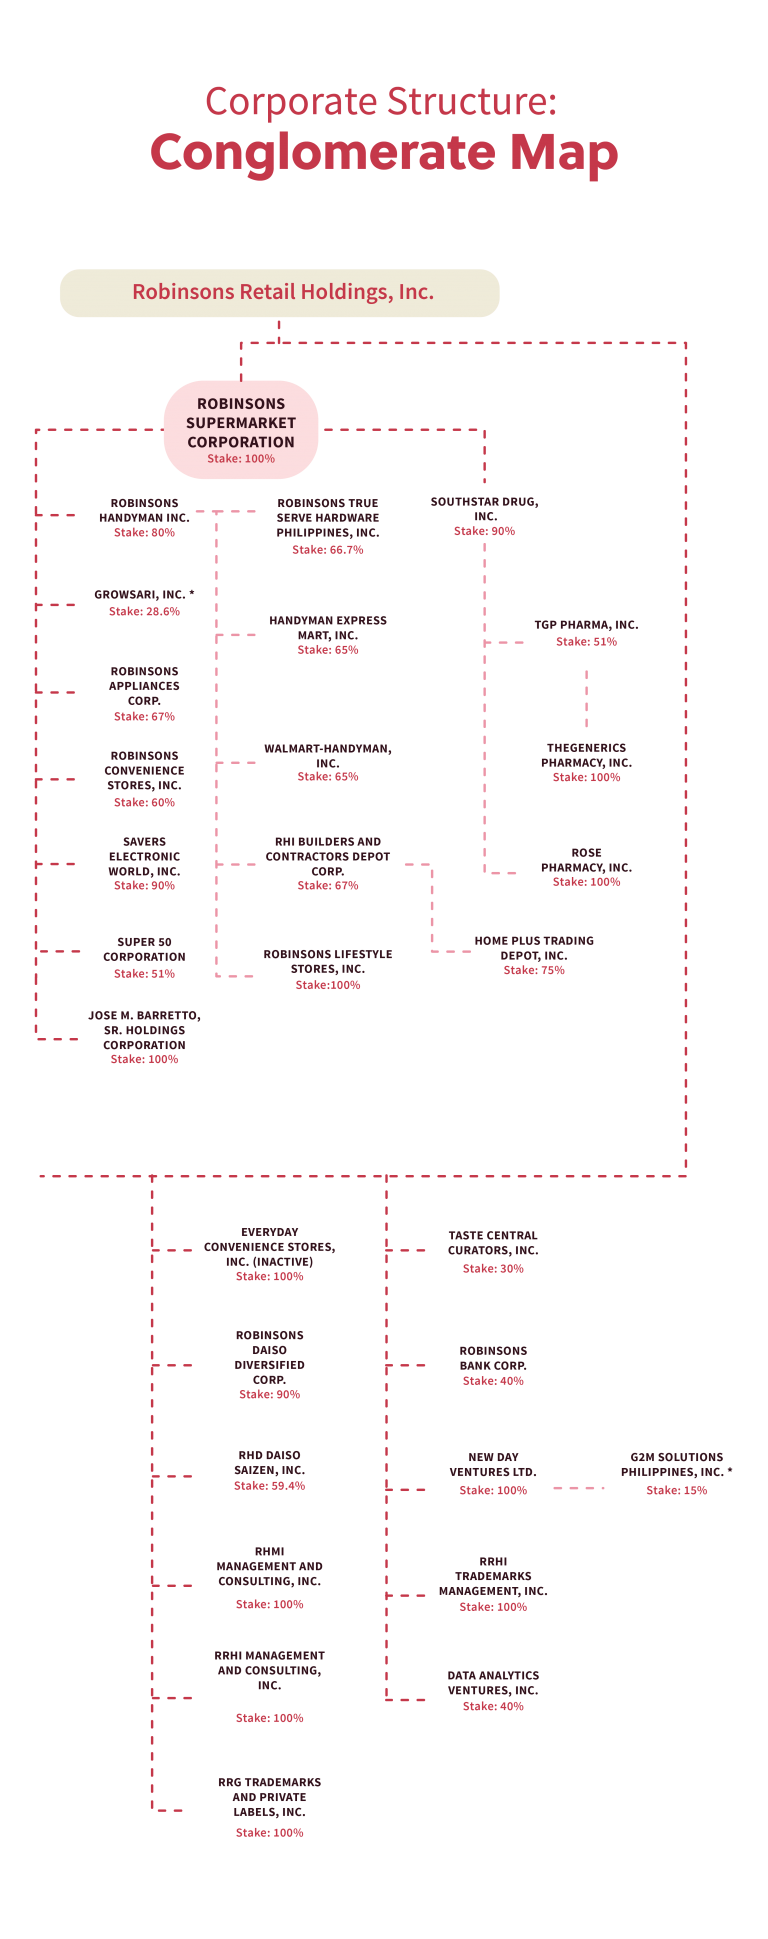 Corporate Structure:
Conglomerate Map
Robinsons Retail Holdings, Inc.
ROBINSONS
SUPERMARKET
CORPORATION
Stake: 100%
ROBINSONS
HANDYMAN INC.
Stake: 80%
GROWSARI, INC. *
Stake: 28.6%
ROBINSONS
APPLIANCES
CORP.
Stake: 67%
ROBINSONS
CONVENIENCE
STORES, INC.
Stake: 60%
SAVERS
ELECTRONIC
WORLD, INC.
Stake: 90%
SUPER 50
CORPORATION
Stake: 51%
JOSE M. BARRETTO,
SR. HOLDINGS
CORPORATION
Stake: 100%
ROBINSONS TRUE
SERVE HARDWARE
PHILIPPINES, INC.
Stake: 66.7%
HANDYMAN EXPRESS
MART, INC.
Stake: 65%
WALMART-HANDYMAN,
INC.
Stake: 65%
RHI BUILDERS AND
CONTRACTORS DEPOT
CORP.
Stake: 67%
ROBINSONS LIFESTYLE
STORES, INC.
Stake:100%
SOUTHSTAR DRUG,
INC.
Stake: 90%
TGP PHARMA, INC.
Stake: 51%
THEGENERICS
PHARMACY, INC.
Stake: 100%
ROSE
PHARMACY, INC.
Stake: 100%
HOME PLUS TRADING
DEPOT, INC.
Stake: 75%
EVERYDAY
CONVENIENCE STORES,
INC. (INACTIVE)
Stake: 100%
ROBINSONS
DAISO
DIVERSIFIED
CORP.
Stake: 90%
RHD DAISO
SAIZEN, INC.
Stake: 59.4%
RHMI
MANAGEMENT AND
CONSULTING, INC.
Stake: 100%
RRHI MANAGEMENT
AND CONSULTING,
INC.
Stake: 100%
RRG TRADEMARKS
AND PRIVATE
LABELS, INC.
Stake: 100%
TASTE CENTRAL
CURATORS, INC.
Stake: 30%
ROBINSONS
BANK CORP.
Stake: 40%
NEW DAY
VENTURES LTD.
Stake: 100%
G2M SOLUTIONS
PHILIPPINES, INC. *
Stake: 15%
RRHI
TRADEMARKS
MANAGEMENT, INC.
Stake: 100%
DATA ANALYTICS
VENTURES, INC.
Stake: 40%